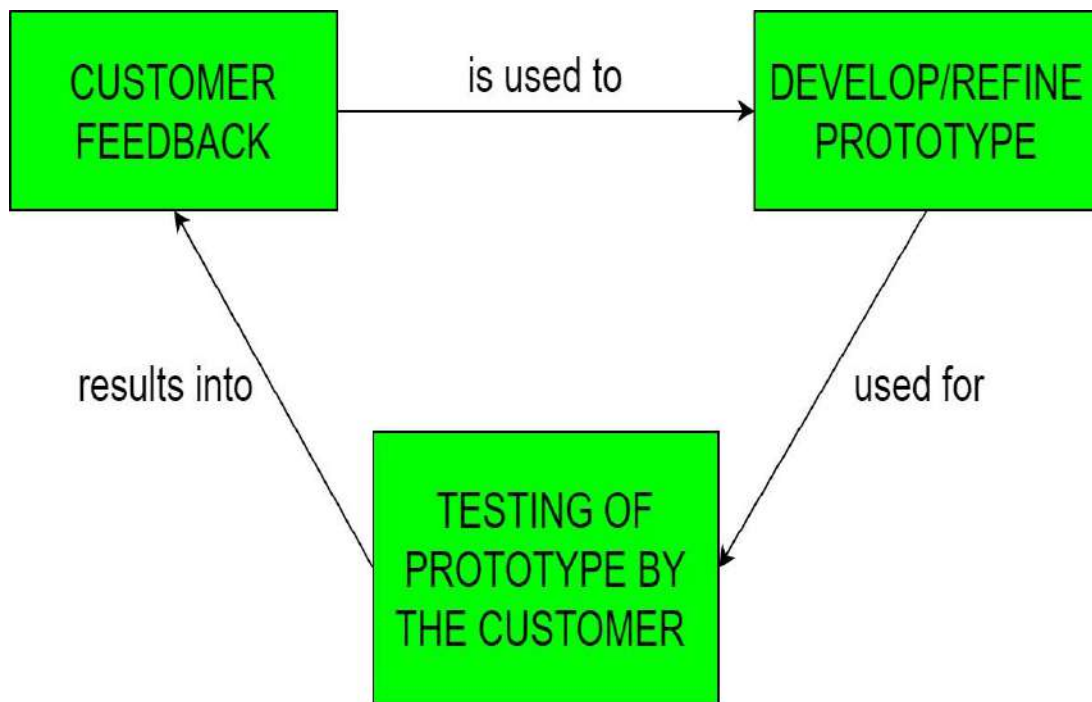 CUSTOMER
FEEDBACK
is used to
DEVELOP/REFINE
PROTOTYPE
results into
used for
TESTING OF
PROTOTYPE BY
THE CUSTOMER